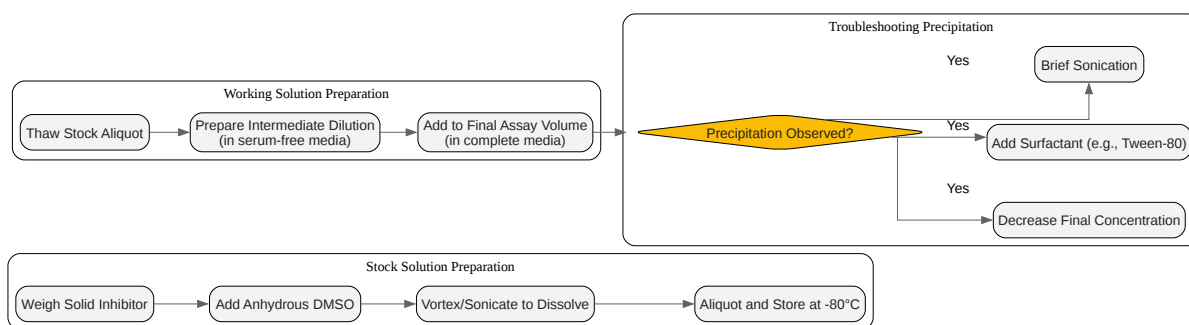 Troubleshooting Precipitation
Yes
Brief Sonication
Working Solution Preparation
Thaw Stock Aliquot
Prepare Intermediate Dilution
(in serum-free media)
Add to Final Assay Volume
(in complete media)
Precipitation Observed?
Yes
Add Surfactant (e.g., Tween-80)
Yes
Decrease Final Concentration
Stock Solution Preparation
Weigh Solid Inhibitor
Add Anhydrous DMSO
Vortex/Sonicate to Dissolve
Aliquot and Store at -80°C